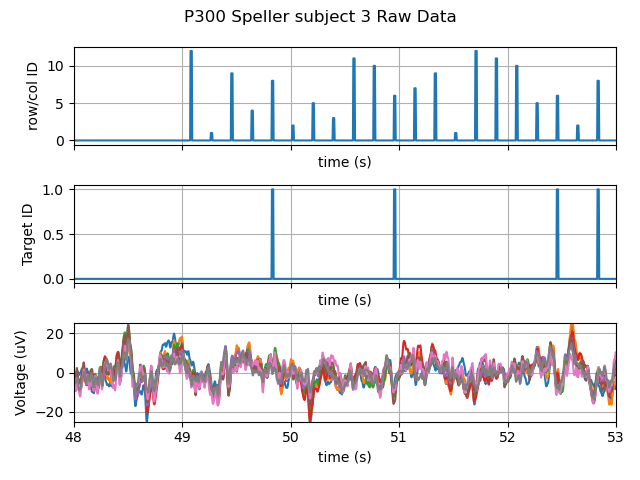 P300 Speller subject 3 Raw Data
10
5
0
row/col ID
time (s)
1.0
0.5
0.0
Target ID
time (s)
20
0
−20
Voltage (uV)
48 49 50 51 52 53
time (s)